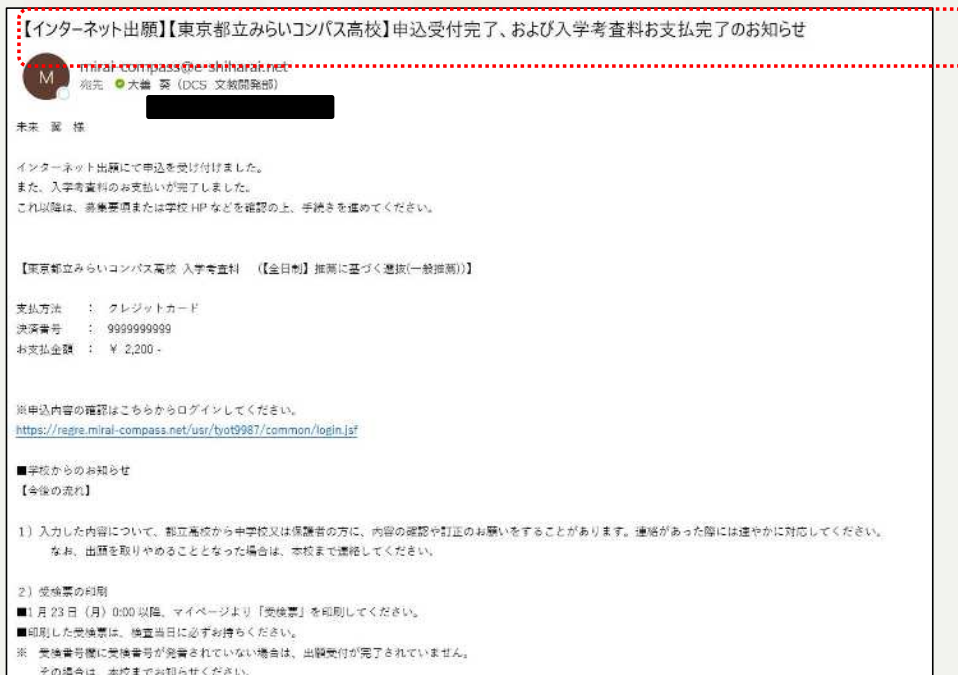 【インターネット出願】【東京都立みらいコンパス高校】申込受付完了、および入学考査料お支払完了のお知らせ
M
mirai-compass@e-shiharai.net
宛先 大善 葵（DCS 文教開発部）
未来 翼 様
インターネット出願にて申込を受け付けました。
また、入学考査料のお支払いが完了しました。
これ以降は、募集要項または学校 HP などを確認の上、手続きを進めてください。
【東京都立みらいコンパス高校 入学考査料 （【全日制】推薦に基づく選抜(一般推薦))】
支払方法 ： クレジットカード
決済番号 ： 9999999999
お支払金額 ： ￥ 2,200 -
※申込内容の確認はこちらからログインしてください。
https://regre.mirai-compass.net/usr/tyot9987/common/login.jsf
■学校からのお知らせ
【今後の流れ】
1）入力した内容について、都立高校から中学校又は保護者の方に、内容の確認や訂正のお願いをすることがあります。連絡があった際には速やかに対応してください。
なお、出願を取りやめることとなった場合は、本校まで連絡してください。
2）受検票の印刷
■1 月 23 日（月）0:00 以降、マイページより「受検票」を印刷してください。
■印刷した受検票は、検査当日に必ずお持ちください。
※ 受検番号欄に受検番号が発番されていない場合は、出願受付が完了されていません。
その場合は、本校までお知らせください。